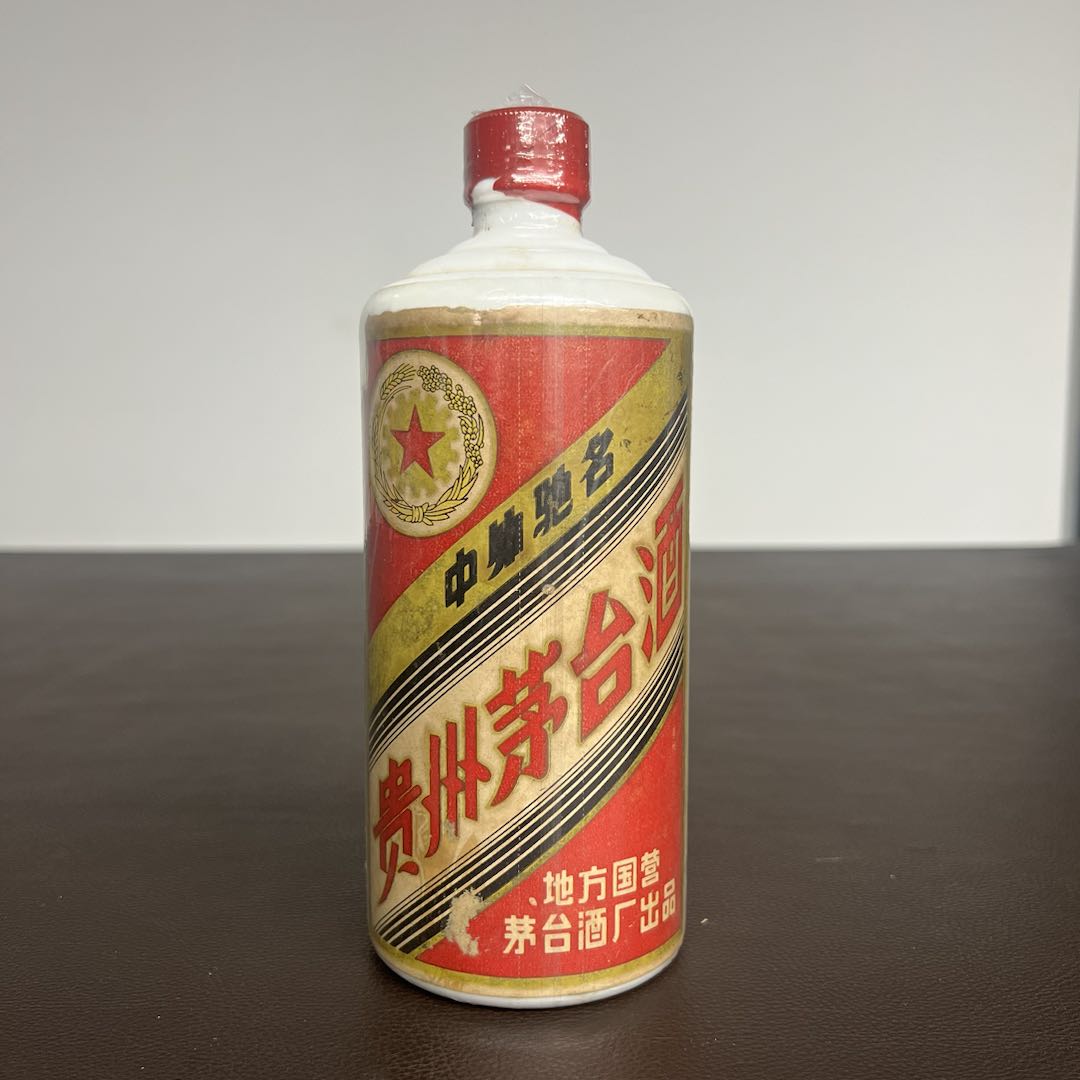 中外驰名
贵州茅台酒
地方国营
茅台酒厂出品